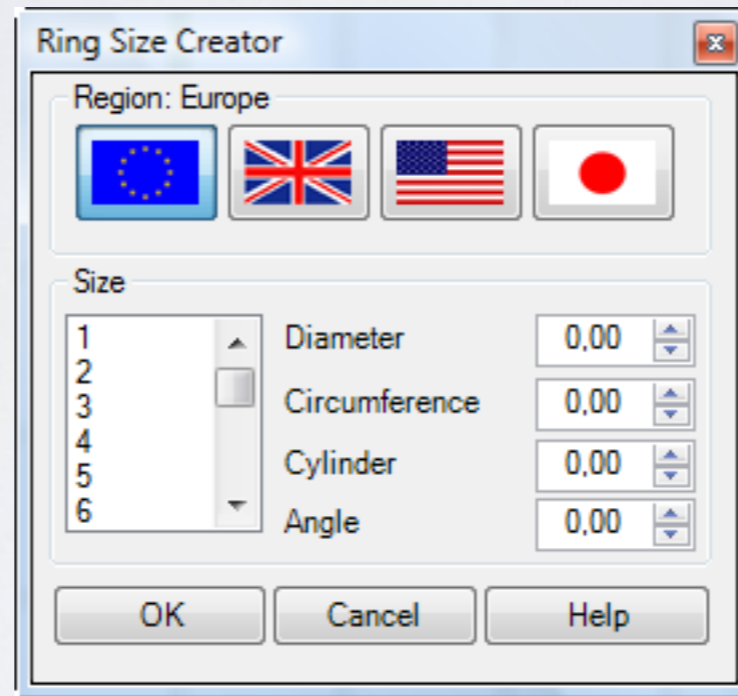 Ring Size Creator
Region: Europe
Size
1
2
3
4
5
6
Diameter 0,00
Circumference 0,00
Cylinder 0,00
Angle 0,00
OK Cancel Help